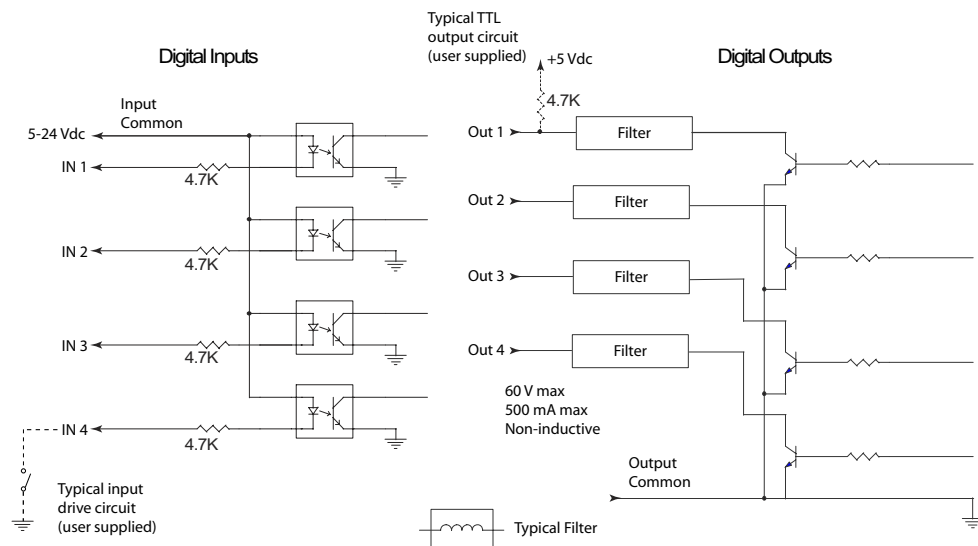 Typical TTL
output circuit
(user supplied)
Digital Inputs
+5 Vdc
Digital Outputs
4.7K
Input
Common
5-24 Vdc
Out 1
Filter
IN 1
4.7K
Out 2
Filter
IN 2
4.7K
Out 3
Filter
IN 3
4.7K
Out 4
Filter
60 V max
500 mA max
Non-inductive
IN 4
4.7K
Output
Common
Typical input
drive circuit
(user supplied)
Typical Filter